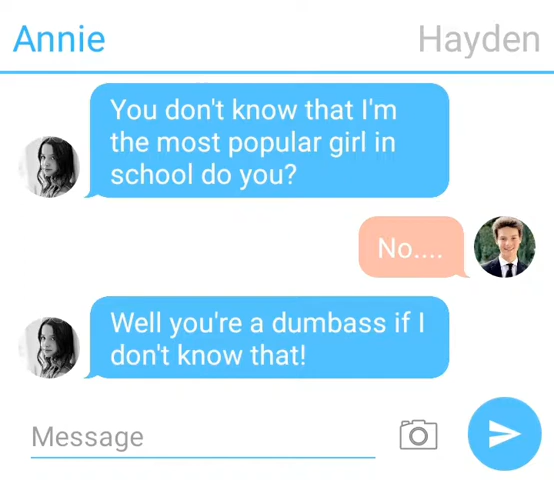 Annie
Hayden
You don't know that I'm
the most popular girl in
school do you?
No....
Well you're a dumbass if I
don't know that!
Message